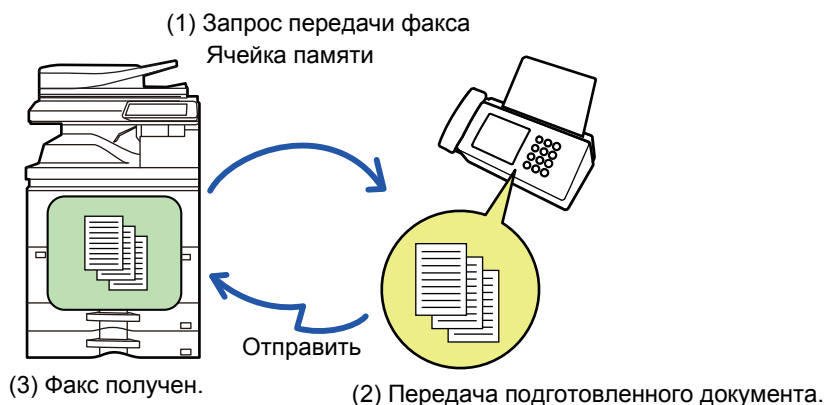 (1) Запрос передачи факса
Ячейка памяти
Отправить
(3) Факс получен.
(2) Передача подготовленного документа.